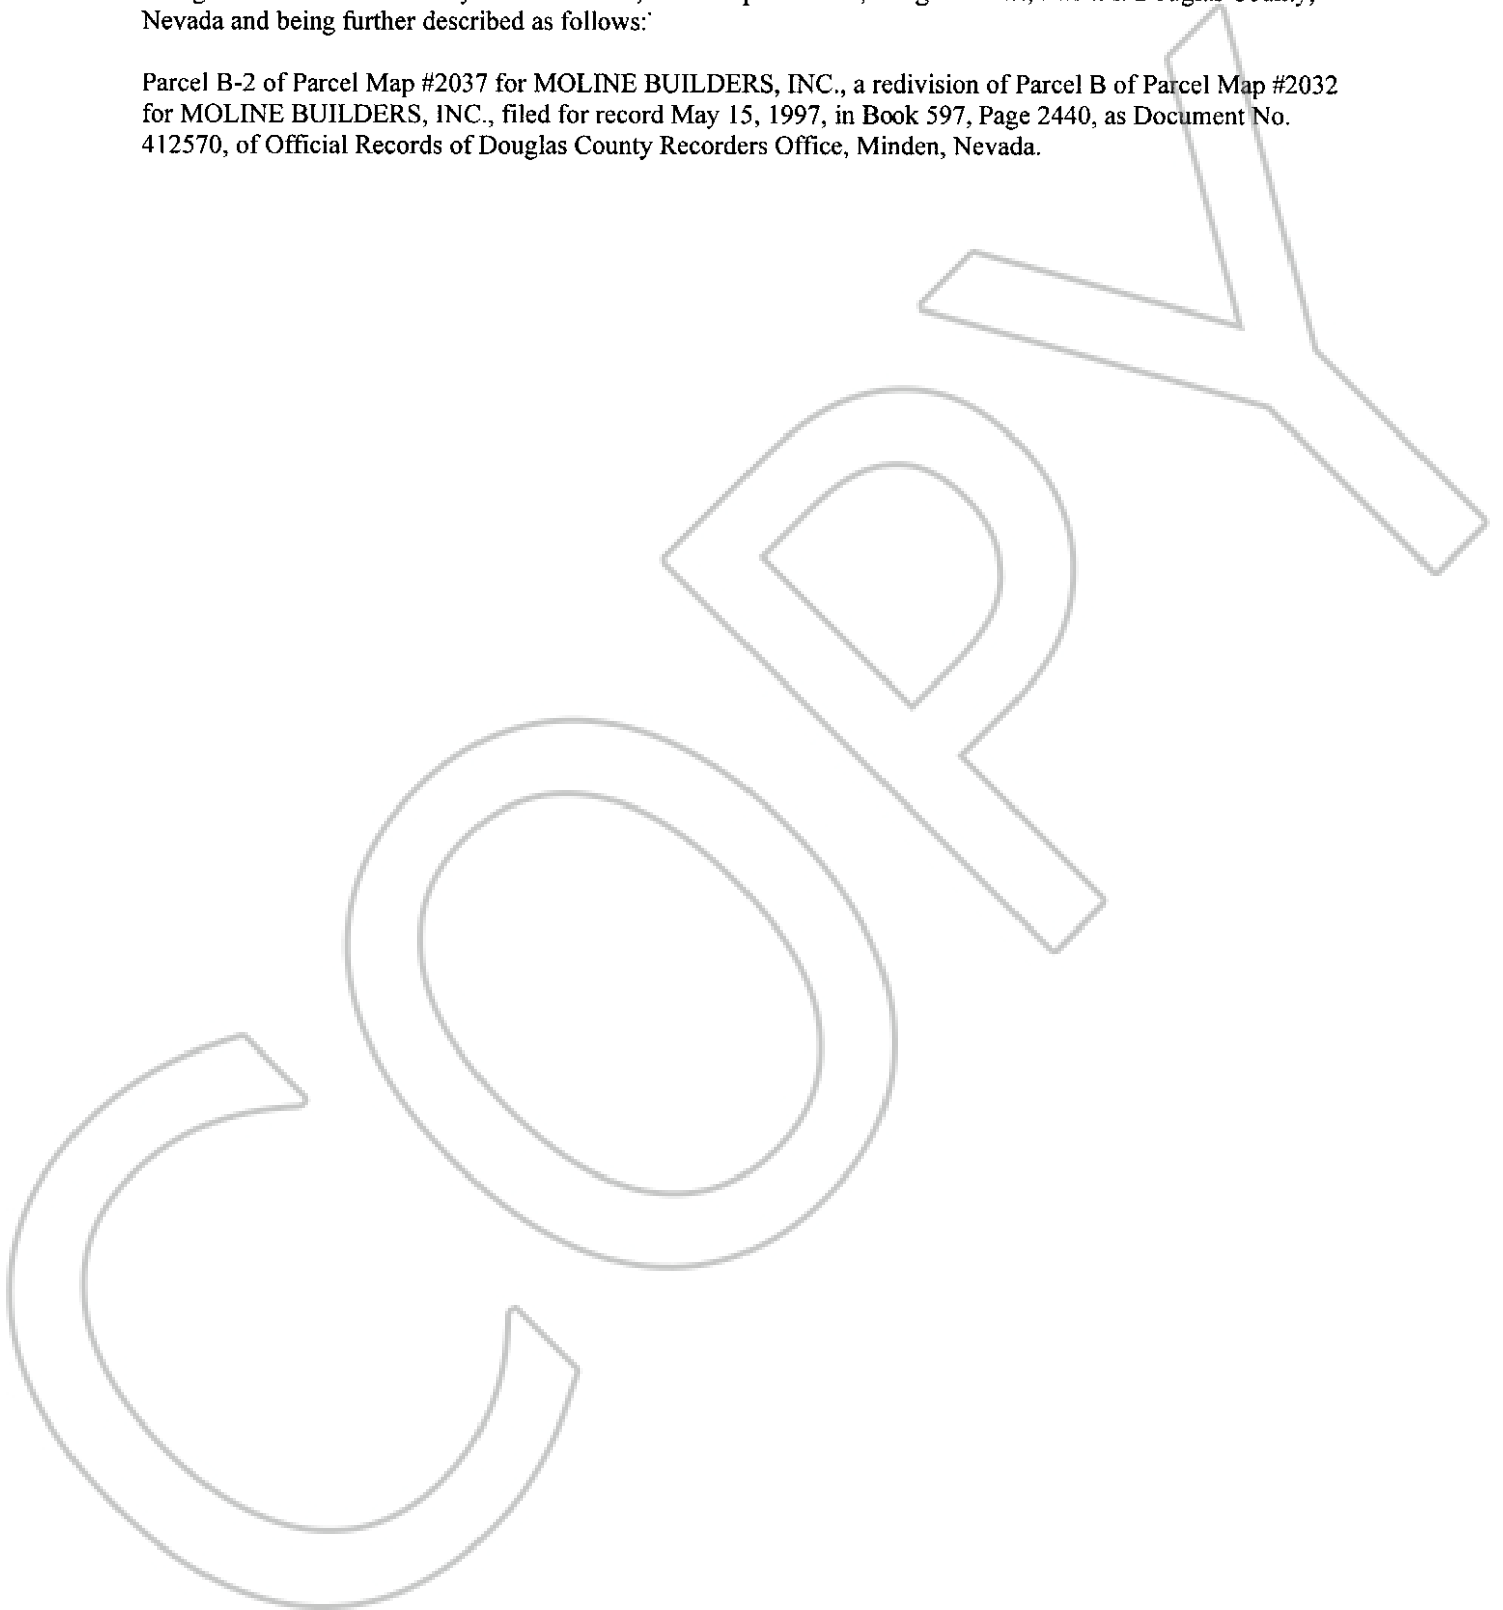 Nevada and being further described as follows:
Parcel B-2 of Parcel Map #2037 for MOLINE BUILDERS, INC., a redivision of Parcel B of Parcel Map #2032
for MOLINE BUILDERS, INC., filed for record May 15, 1997, in Book 597, Page 2440, as Document No.
412570, of Official Records of Douglas County Recorders Office, Minden, Nevada.
COPY